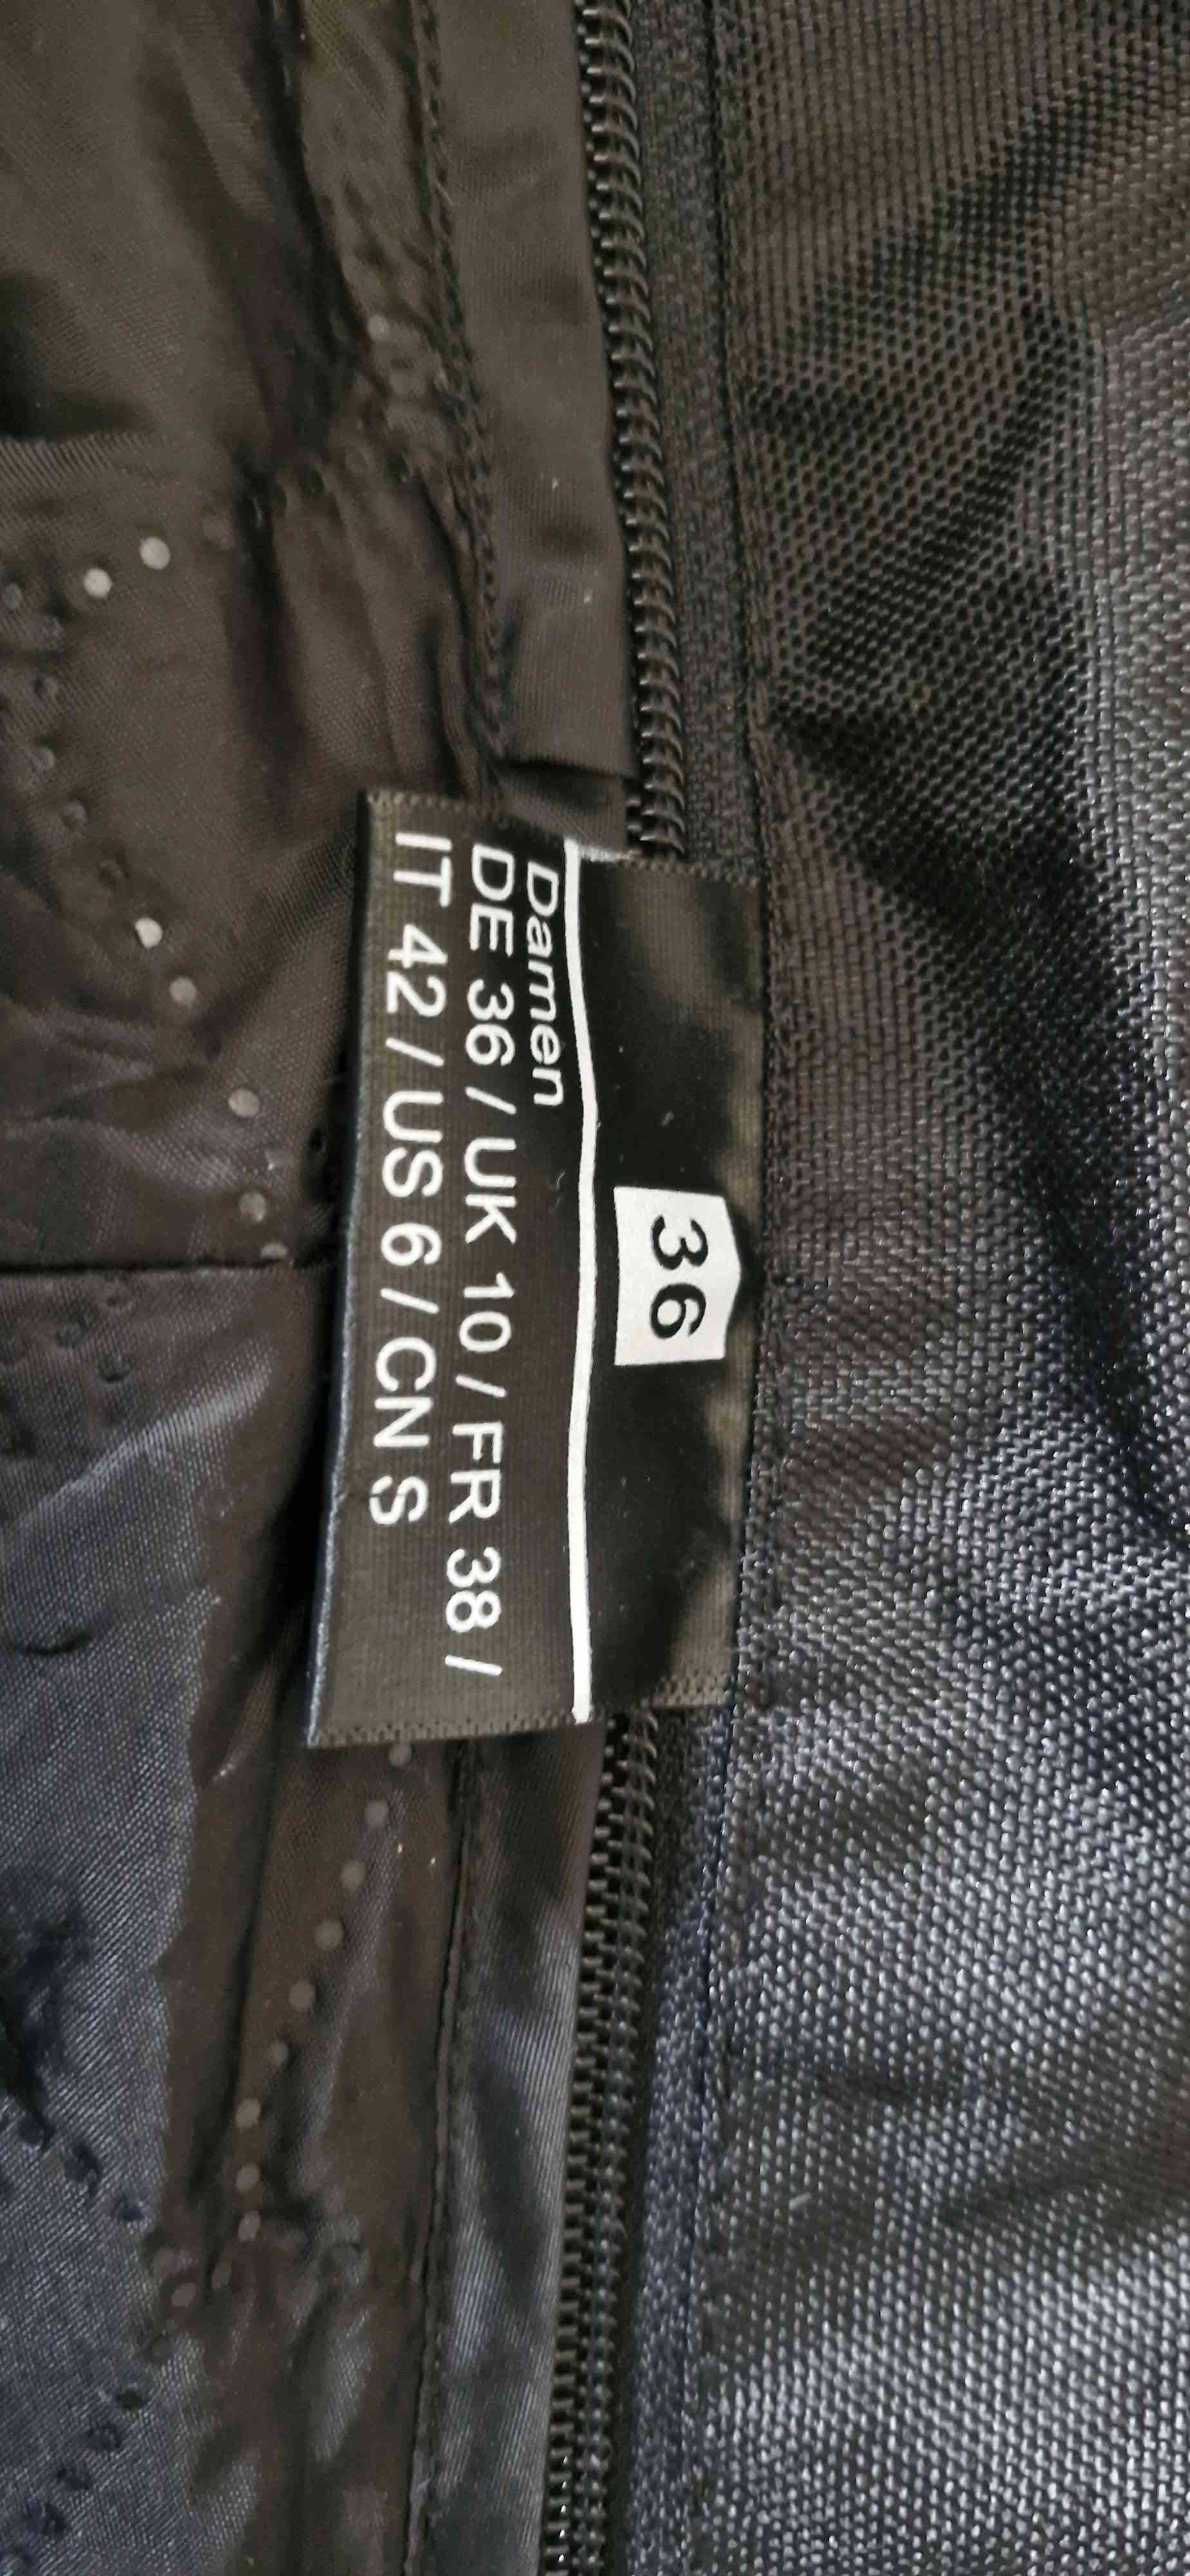 36
Damen
DE 36 / UK 10 / FR 38 /
IT 42 / US 6 / CN S